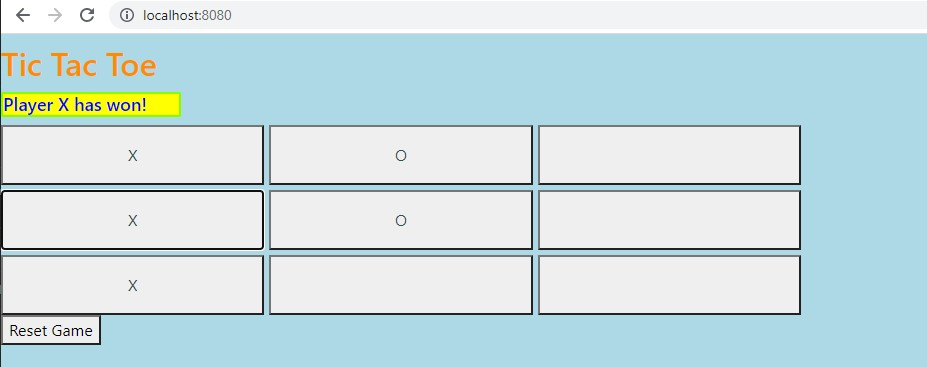 localhost:8080
Tic Tac Toe
Player X has won!
X O
X O
X
Reset Game